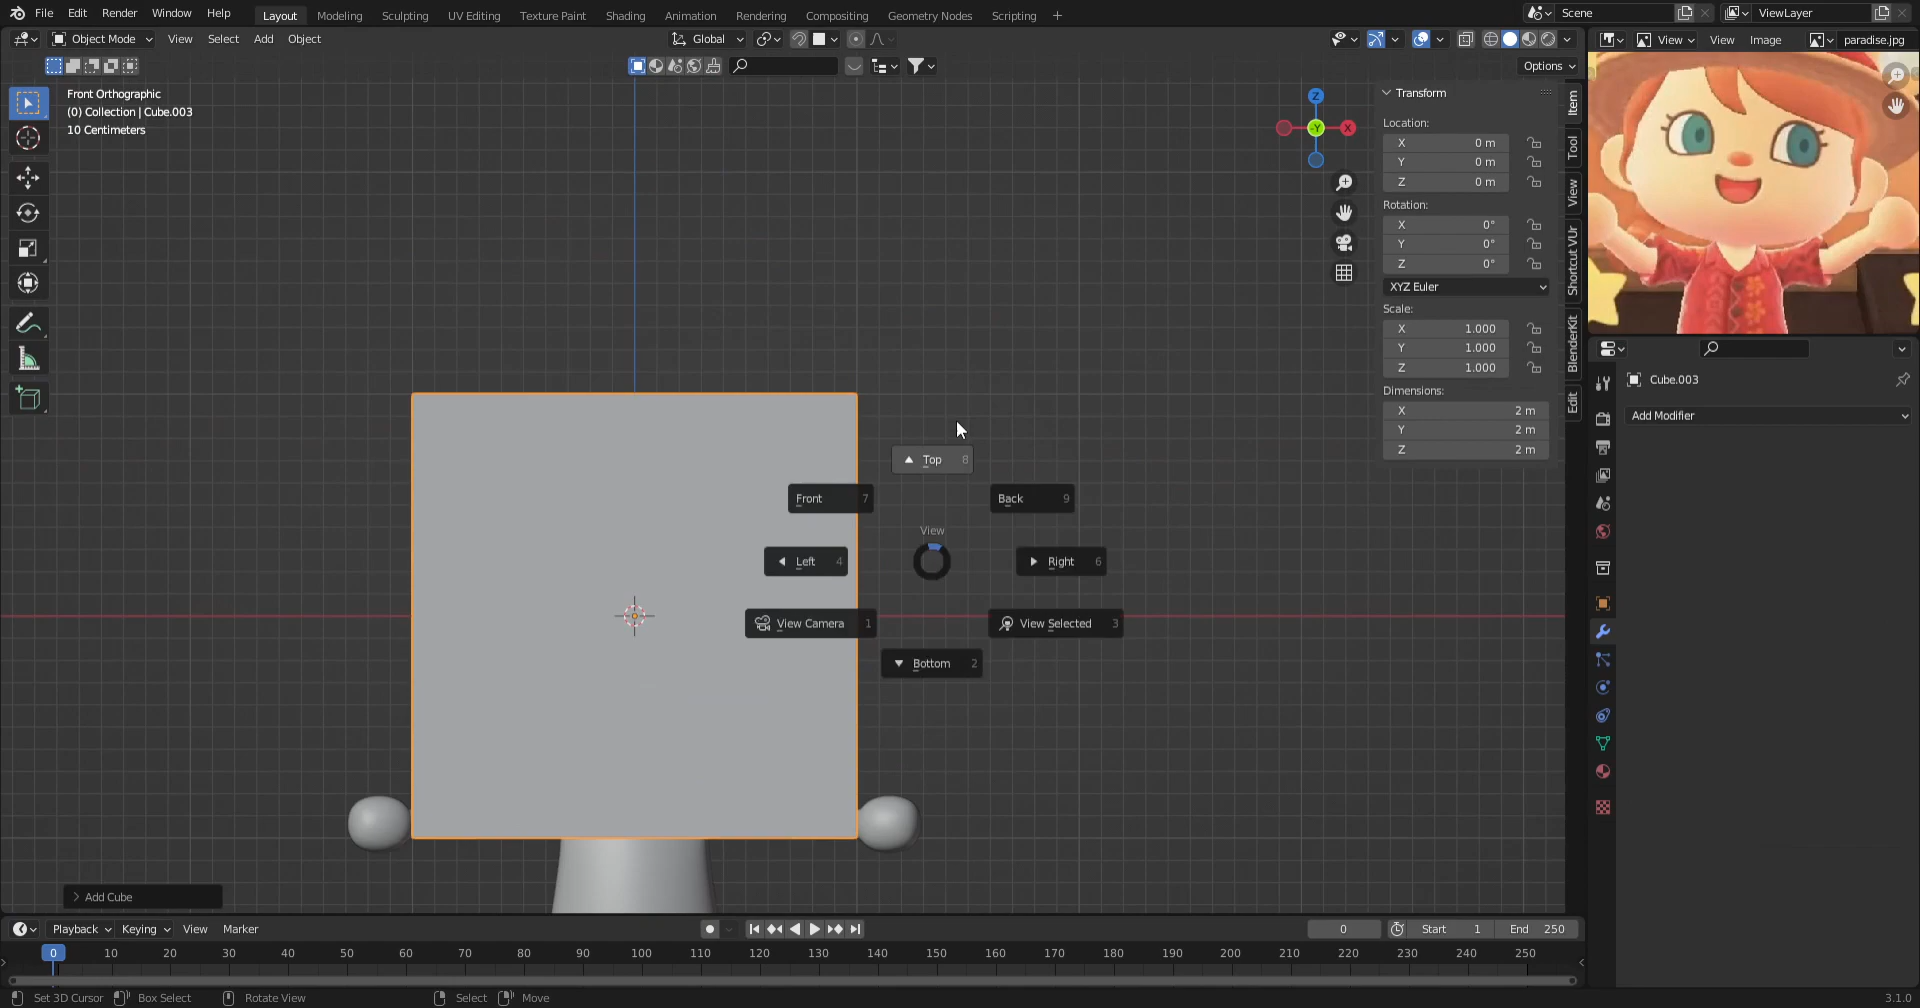 File Edit Render Window Help Layout Modeling Sculpting UV Editing Texture Paint Shading Animation Rendering Compositing Geometry Nodes Scripting + Scene ViewLayer
Object Mode View Select Add Object Global View View Image paradise.jpg
Options
Front Orthographic
(0) Collection | Cube.003
10 Centimeters
Z
-Y X
Transform
Location:
X 0 m
Y 0 m
Z 0 m
Rotation:
X 0°
Y 0°
Z 0°
XYZ Euler
Scale:
X 1.000
Y 1.000
Z 1.000
Dimensions:
X 2 m
Y 2 m
Z 2 m
Item
Tool
View
Shortcut VUr
BlenderKit
Edit
Cube.003
Add Modifier
Top 8
Front 7
Back 9
View
Left 4
Right 6
View Camera 1
View Selected 3
Bottom 2
Add Cube
Playback Keying View Marker 0 Start 1 End 250
0 10 20 30 40 50 60 70 80 90 100 110 120 130 140 150 160 170 180 190 200 210 220 230 240 250
Set 3D Cursor Box Select Rotate View Select Move 3.1.0